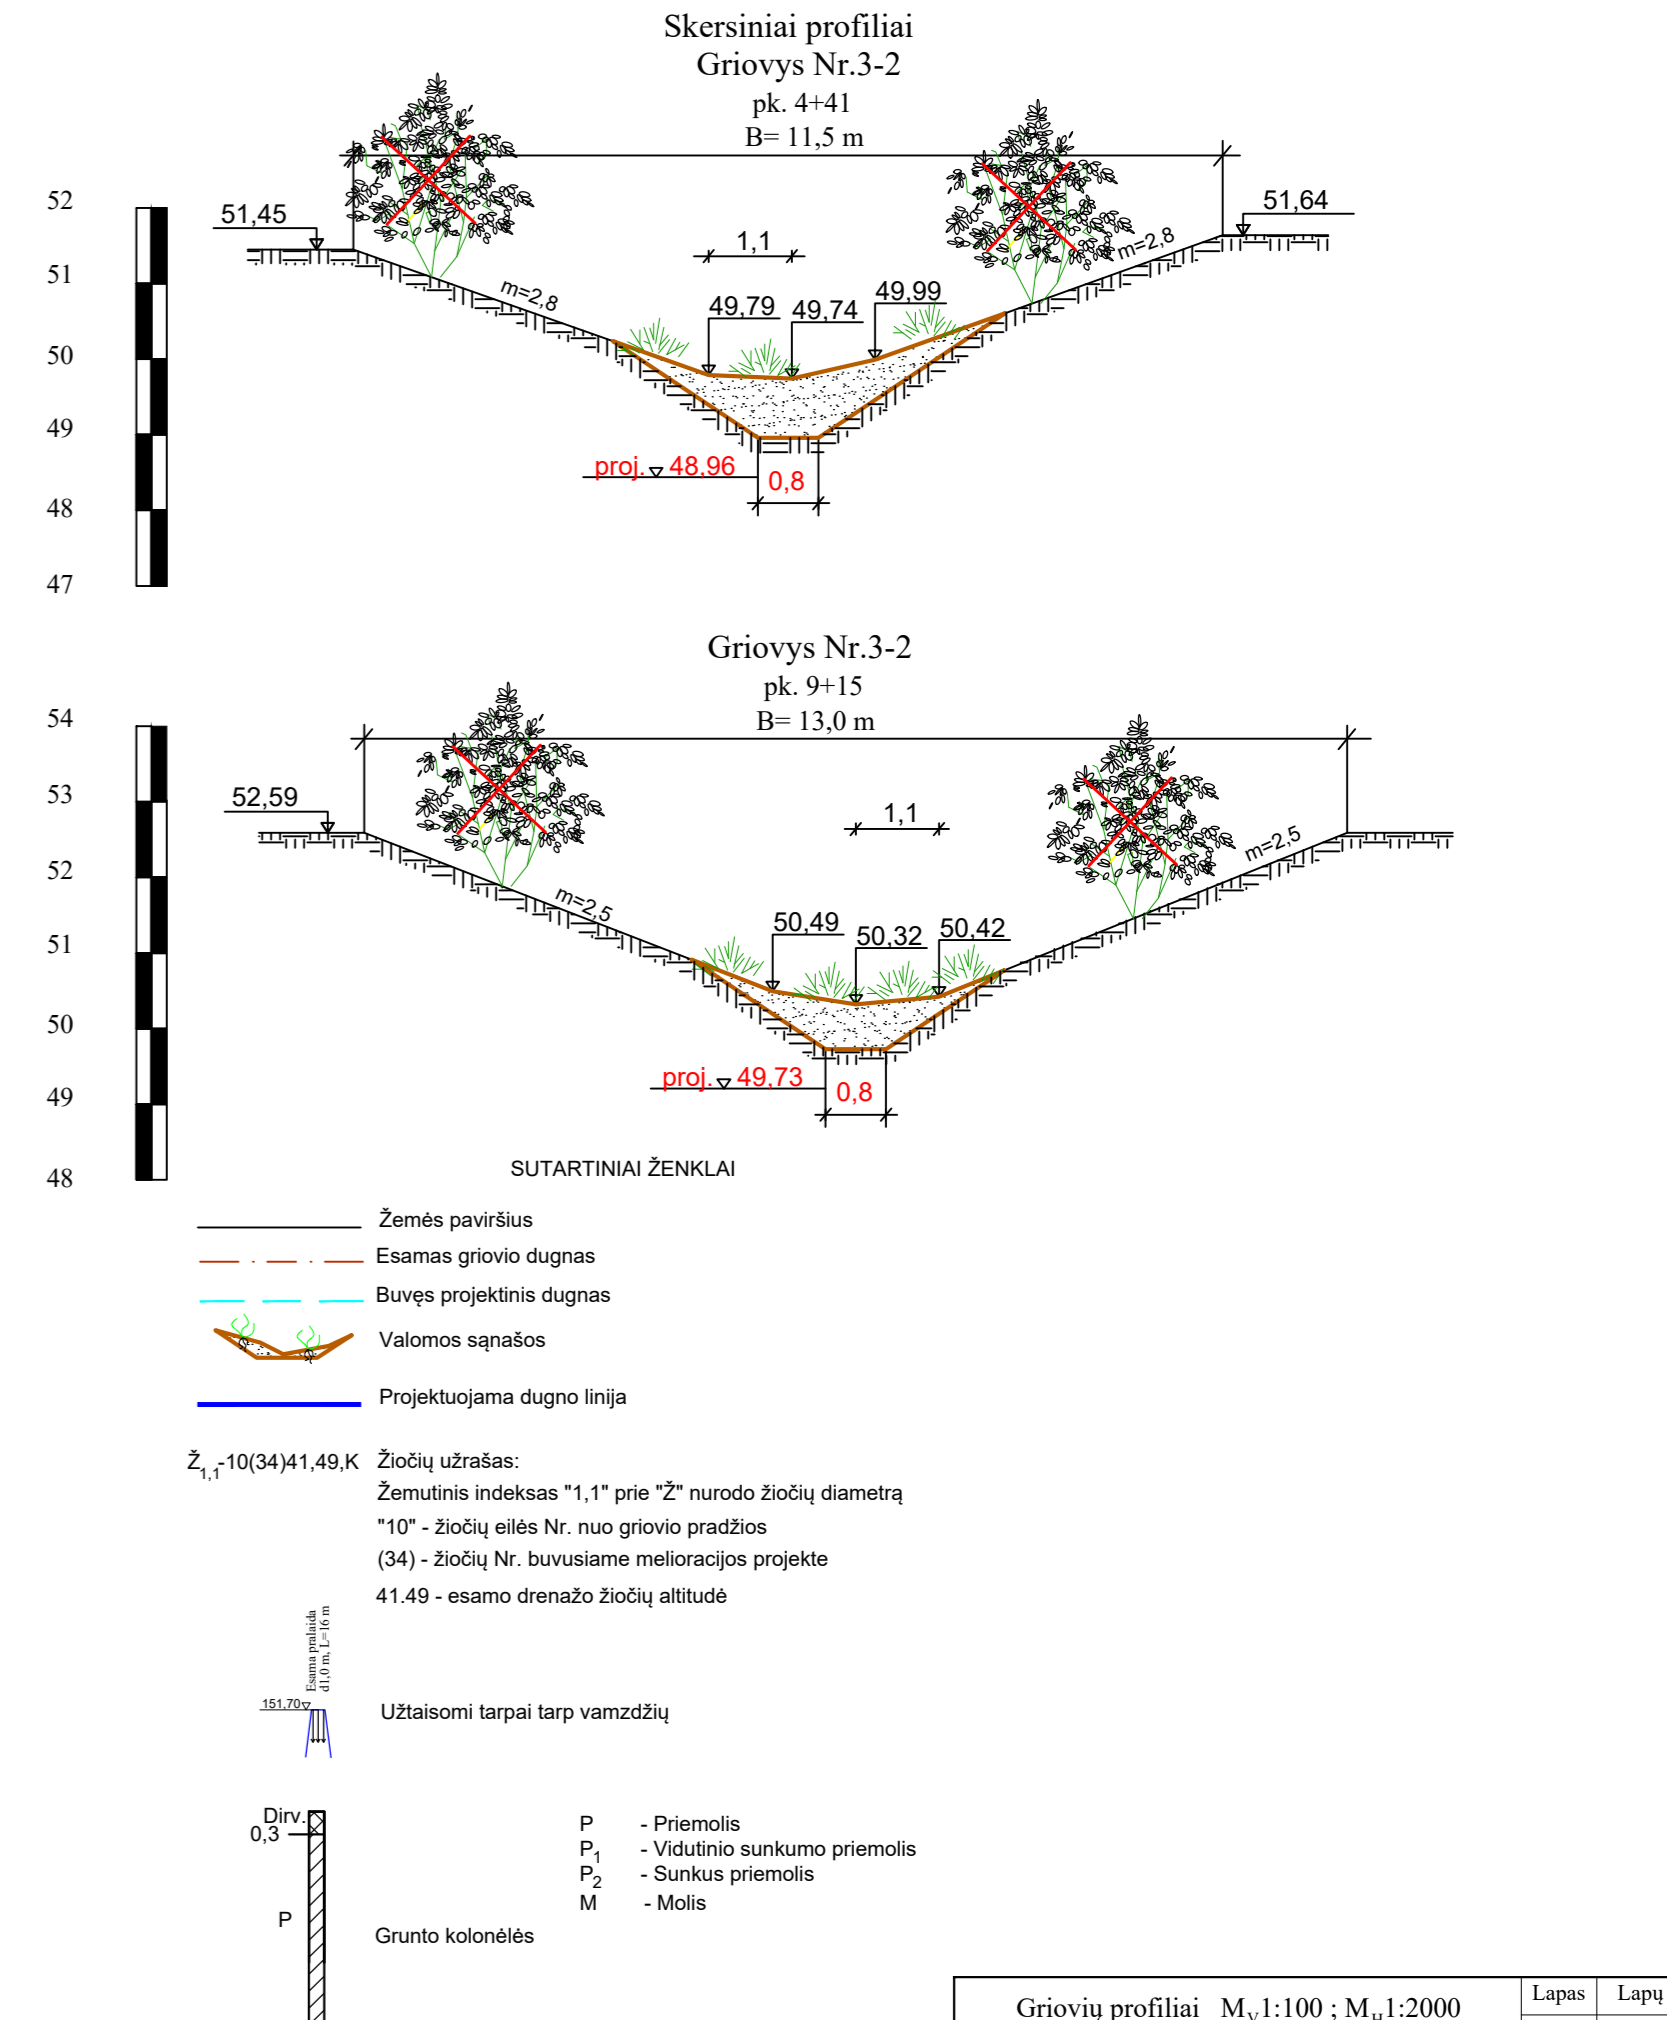 Skersiniai profiliai
Griovys Nr.3-2
pk. 4+41
B= 11,5 m
52
51,45
51,64
1,1
m=2,8
51
m=2,8
49,79
49,74
49,99
50
49
proj. 48,96
0,8
48
47
Griovys Nr.3-2
pk. 9+15
B= 13,0 m
54
53
52,59
1,1
m=2,5
52
m=2,5
50,49
50,32
50,42
51
50
proj. 49,73
0,8
49
48
SUTARTINIAI ŽENKLAI
Žemės paviršius
Esamas griovio dugnas
Buvęs projektinis dugnas
Valomos sąnašos
Projektuojama dugno linija
Ž1,1-10(34)41,49,K Žiočių užrašas:
Žemutinis indeksas "1,1" prie "Ž" nurodo žiočių diametrą
"10" - žiočių eilės Nr. nuo griovio pradžios
(34) - žiočių Nr. buvusiame melioracijos projekte
41.49 - esamo drenažo žiočių altitudė
Esama pralaida
d1,0 m, L=16 m
151,70
Užtaisomi tarpai tarp vamzdžių
Dirv.
0,3
P
Grunto kolonėlės
P - Priemolis
P1 - Vidutinio sunkumo priemolis
P2 - Sunkus priemolis
M - Molis
Griovių profiliai MV1:100 ; MH1:2000
Lapas Lapų